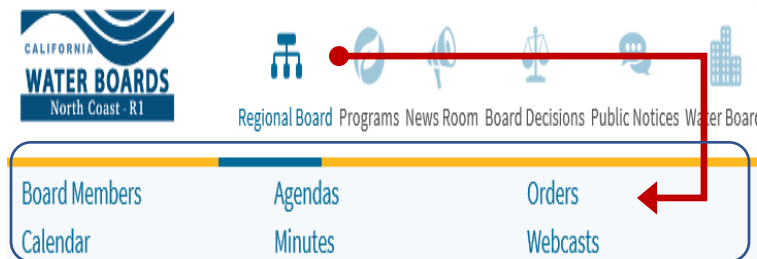 CALIFORNIA
WATER BOARDS
North Coast - R1
Regional Board Programs News Room Board Decisions Public Notices Water Board
Board Members Agendas Orders
Calendar Minutes Webcasts